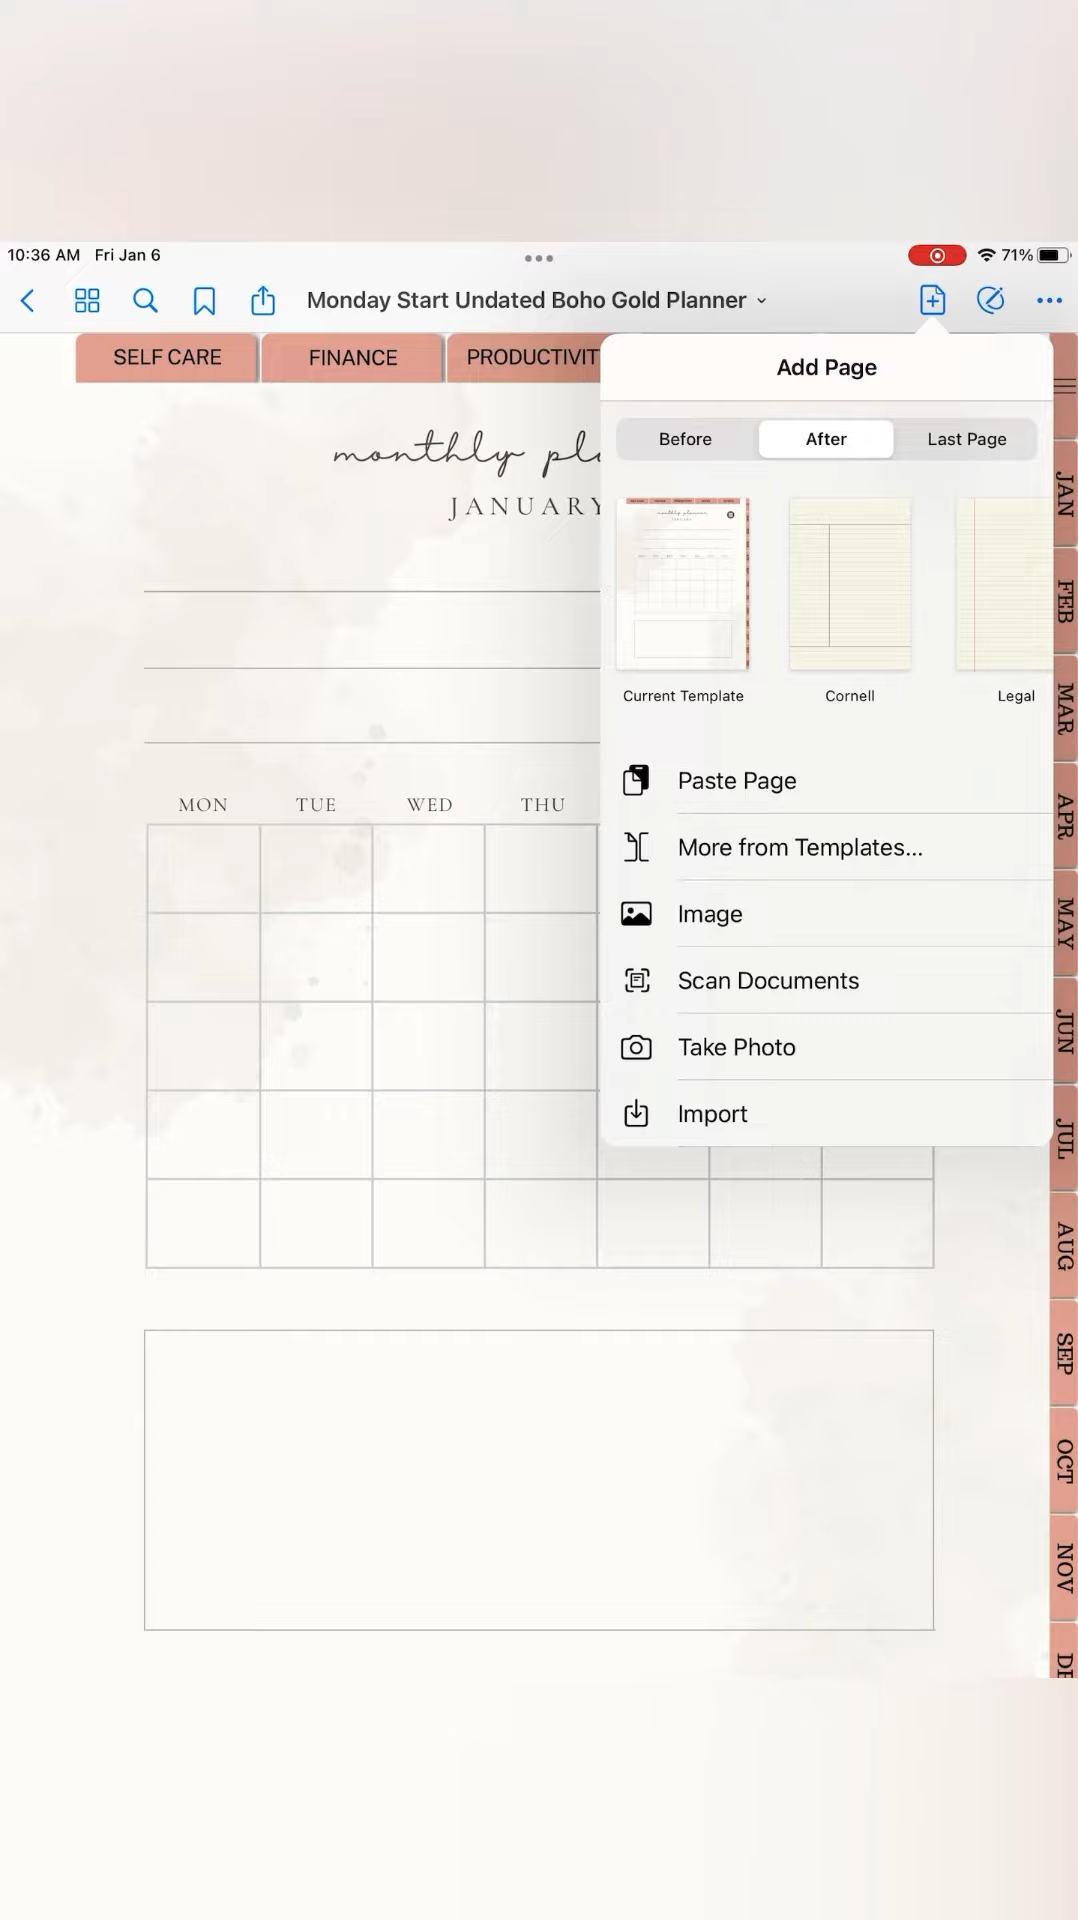 10:36 AM Fri Jan 6
71%
Monday Start Undated Boho Gold Planner
SELF CARE
FINANCE
PRODUCTIVIT
monthly pla
JANUARY
MON TUE WED THU
Add Page
Before
After
Last Page
Current Template
Cornell
Legal
Paste Page
More from Templates...
Image
Scan Documents
Take Photo
Import
JAN
FEB
MAR
APR
MAY
JUN
JUL
AUG
SEP
OCT
NOV
DE